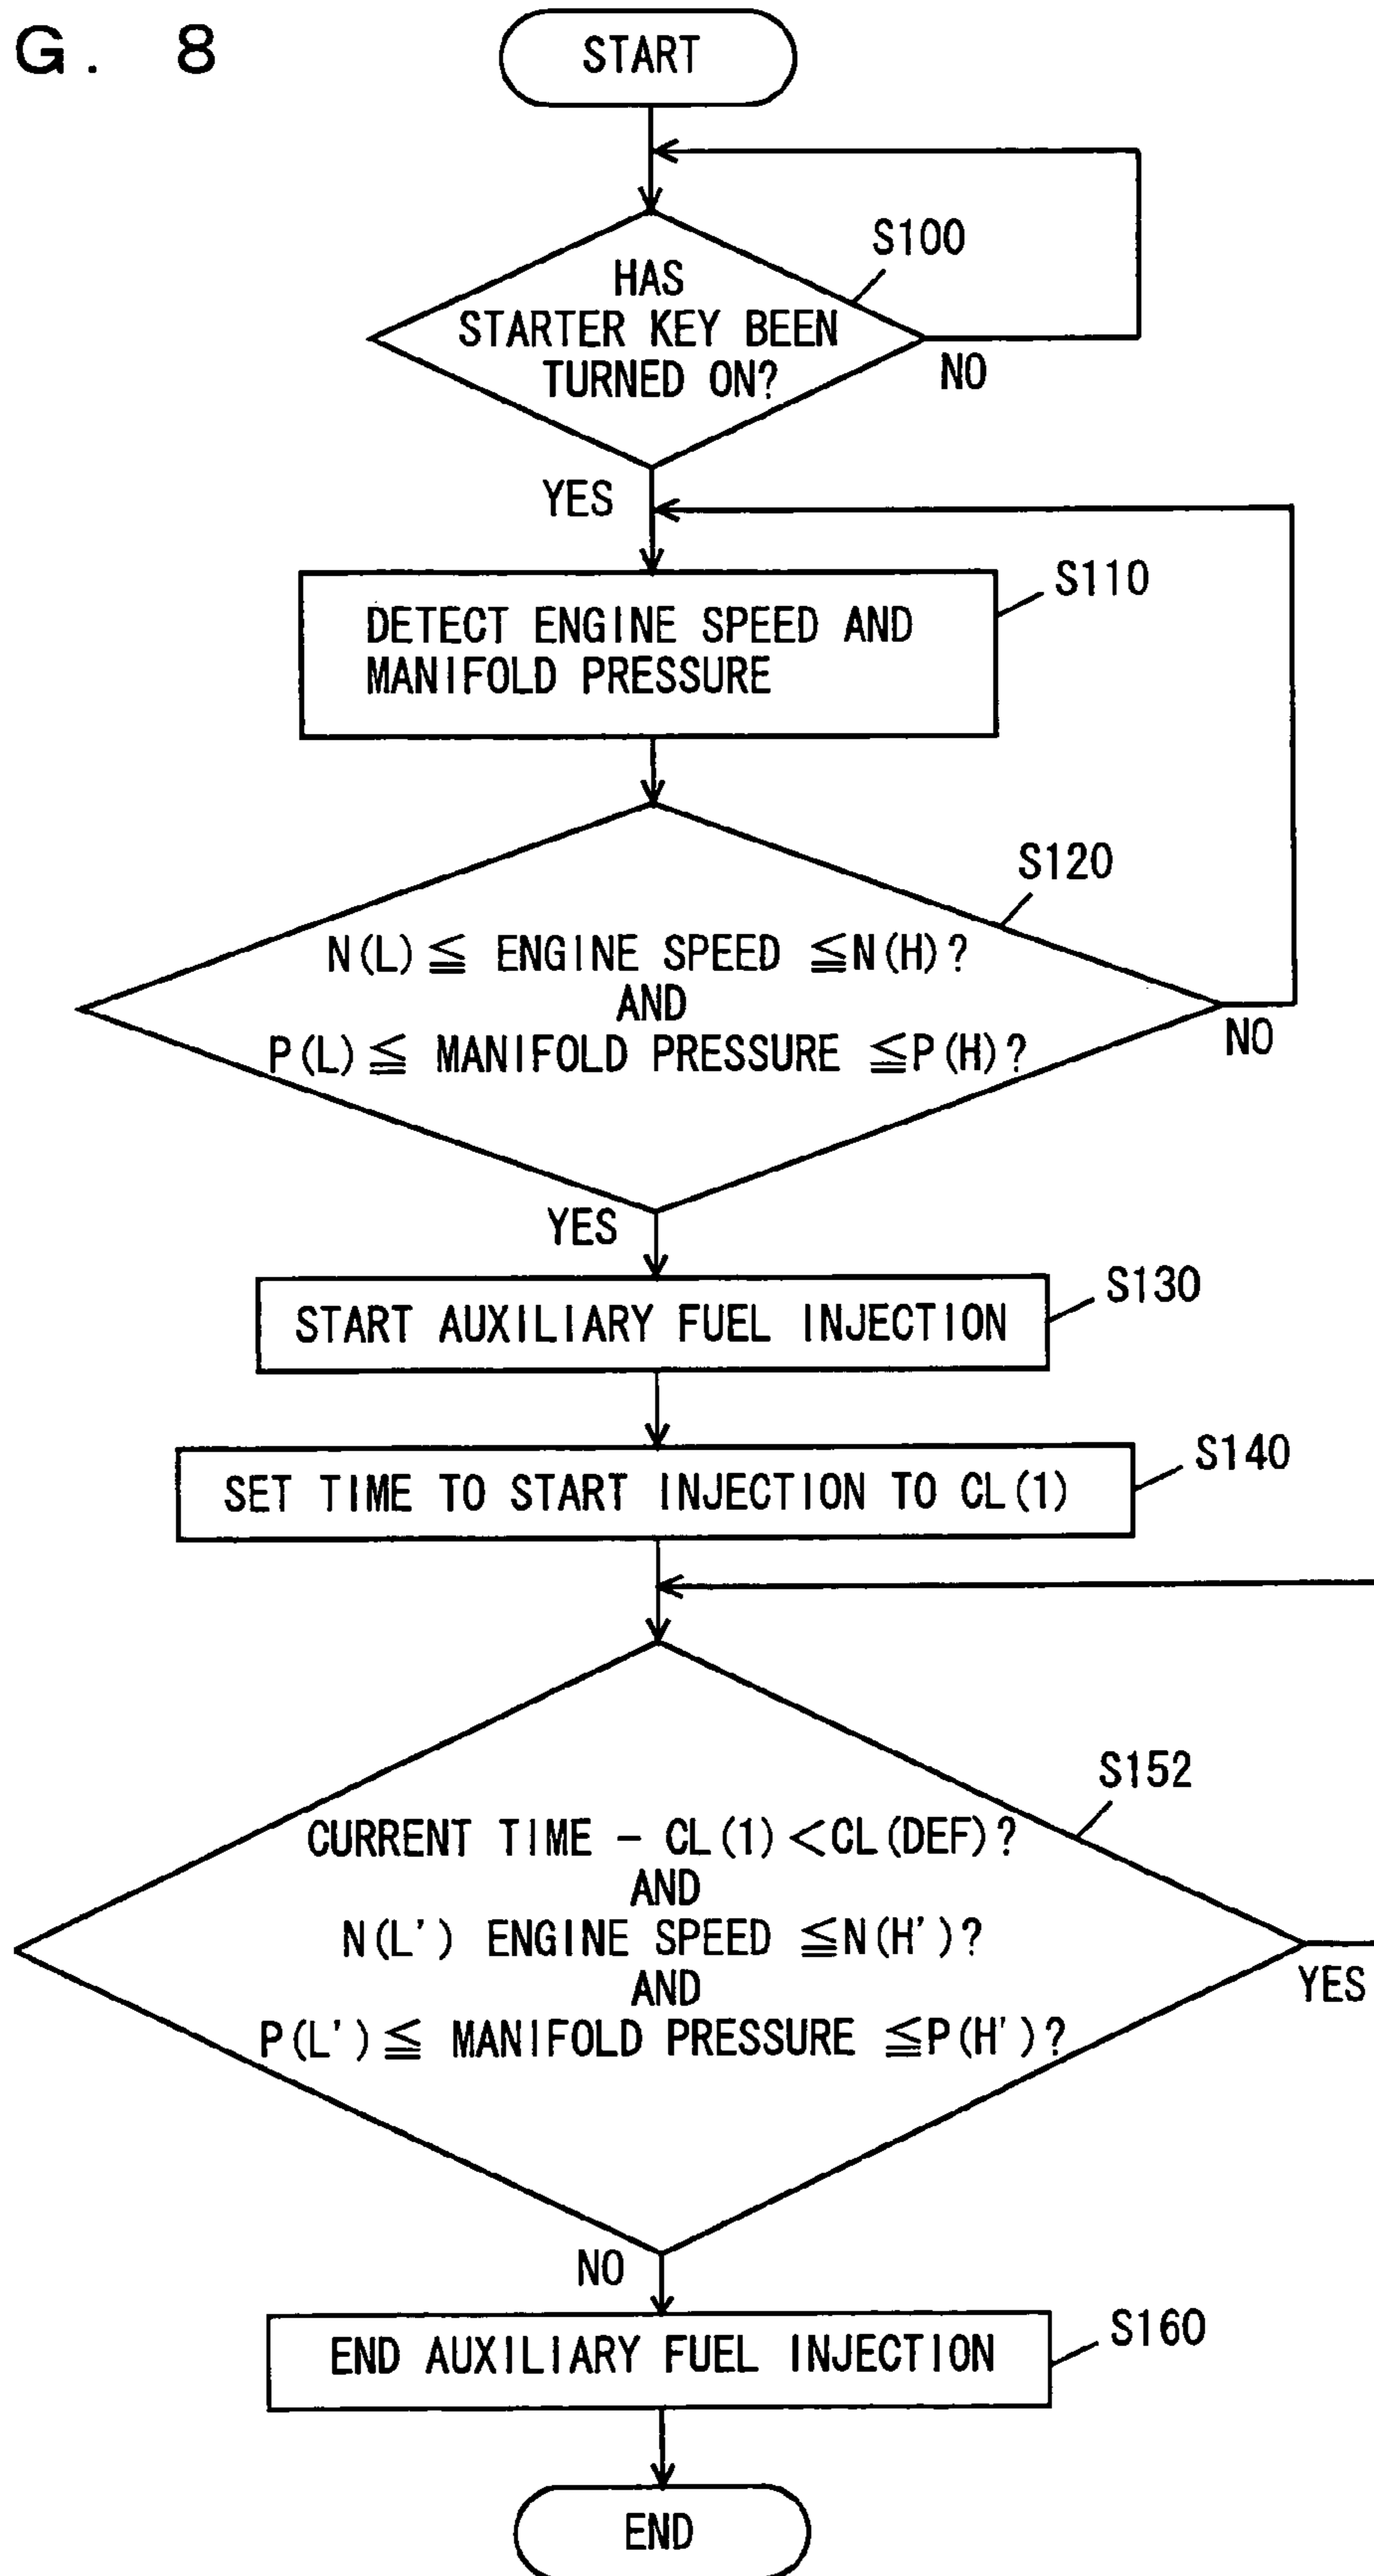 G. 8
START
S100
HAS
STARTER KEY BEEN
TURNED ON?
NO
YES
S110
DETECT ENGINE SPEED AND
MANIFOLD PRESSURE
S120
N(L)≦ ENGINE SPEED ≦N(H)?
AND
P(L)≦ MANIFOLD PRESSURE ≦P(H)?
NO
YES
S130
START AUXILIARY FUEL INJECTION
S140
SET TIME TO START INJECTION TO CL(1)
S152
CURRENT TIME - CL(1)<CL(DEF)?
AND
N(L') ENGINE SPEED ≦N(H')?
AND
P(L')≦ MANIFOLD PRESSURE ≦P(H')?
YES
NO
S160
END AUXILIARY FUEL INJECTION
END